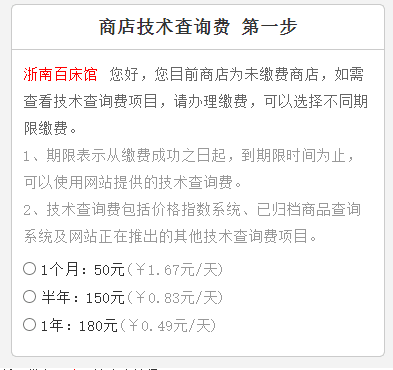 商店技术查询费 第一步
浙南百床馆 您好，您目前商店为未缴费商店，如需
查看技术查询费项目，请办理缴费，可以选择不同期
限缴费。
1、期限表示从缴费成功之日起，到期限时间为止，
可以使用网站提供的技术查询费。
2、技术查询费包括价格指数系统、已归档商品查询
系统及网站正在推出的其他技术查询费项目。
1个月：50元(￥1.67元/天)
半年：150元(￥0.83元/天)
1年：180元(￥0.49元/天)